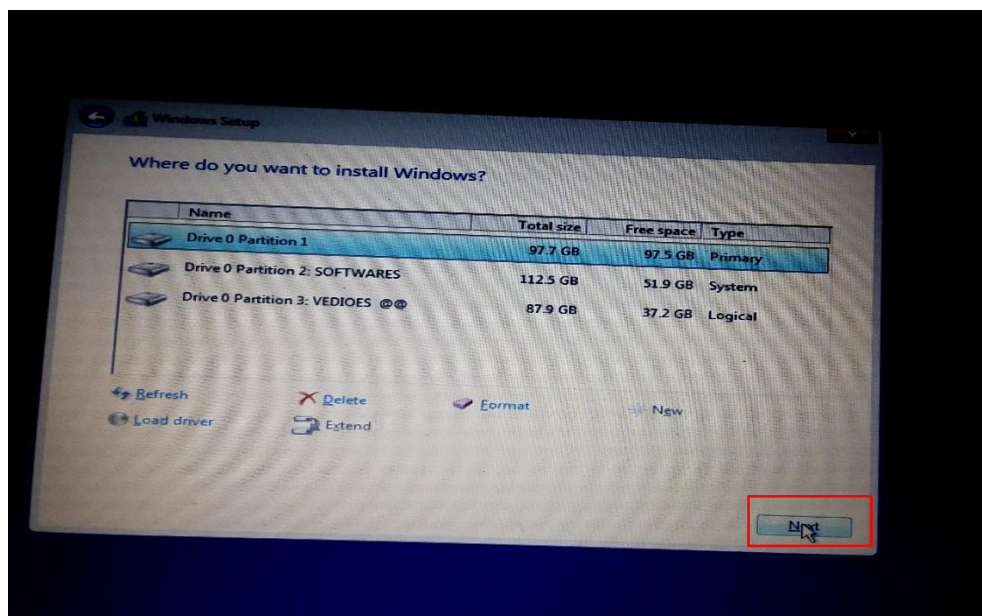 Windows Setup
Where do you want to install Windows?
Name Total size Free space Type
Drive 0 Partition 1 97.7 GB 97.5 GB Primary
Drive 0 Partition 2: SOFTWARES 112.5 GB 51.9 GB System
Drive 0 Partition 3: VEDIOES @@ 87.9 GB 37.2 GB Logical
Refresh Delete Format New
Load driver Extend
Next